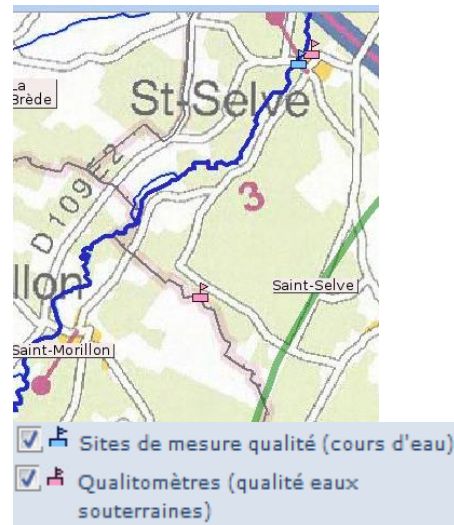 La
Brède
St-Selve
D 109E2
3
llon
Saint-Selve
Saint-Morillon
Sites de mesure qualité (cours d'eau)
Qualitomètres (qualité eaux
souterraines)